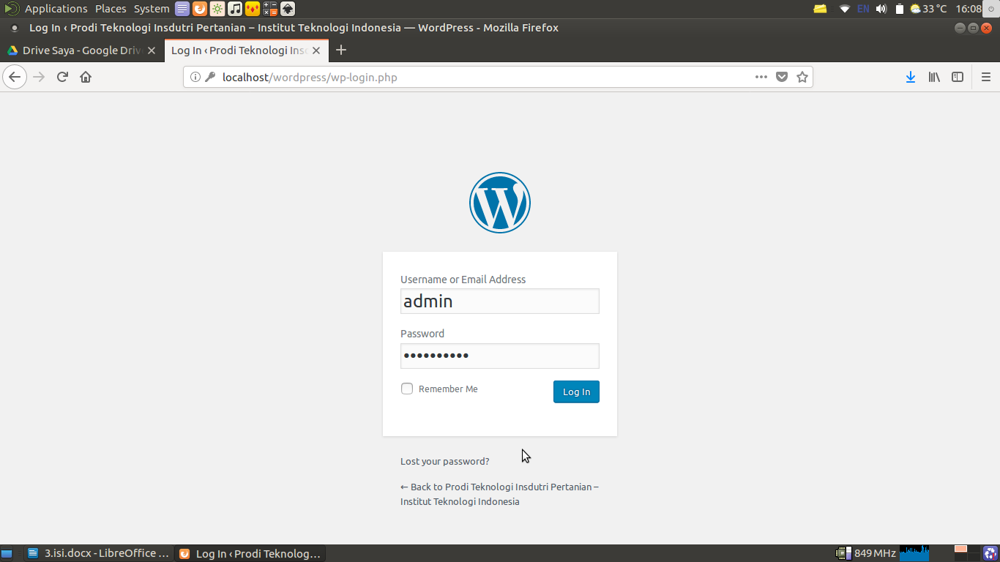 Applications Places System EN 33 °C 16:08
Log In ‹ Prodi Teknologi Insdutri Pertanian – Institut Teknologi Indonesia — WordPress - Mozilla Firefox
Drive Saya - Google Driv Log In ‹ Prodi Teknologi Ins
localhost/wordpress/wp-login.php
Username or Email Address
admin
Password
Remember Me Log In
Lost your password?
← Back to Prodi Teknologi Insdutri Pertanian –
Institut Teknologi Indonesia
3.isi.docx - LibreOffice ... Log In ‹ Prodi Teknolog... 849 MHz